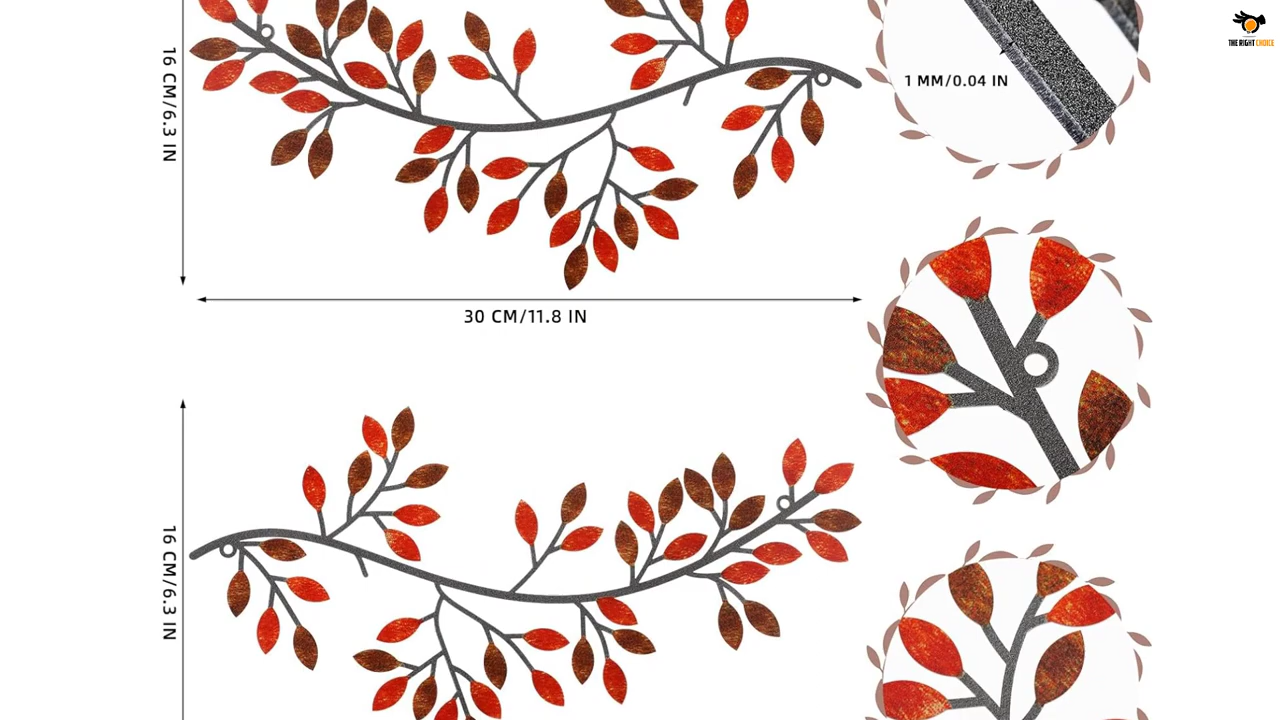 16 CM/6.3 IN
1 MM/0.04 IN
THE RIGHT CHOICE
30 CM/11.8 IN
16 CM/6.3 IN